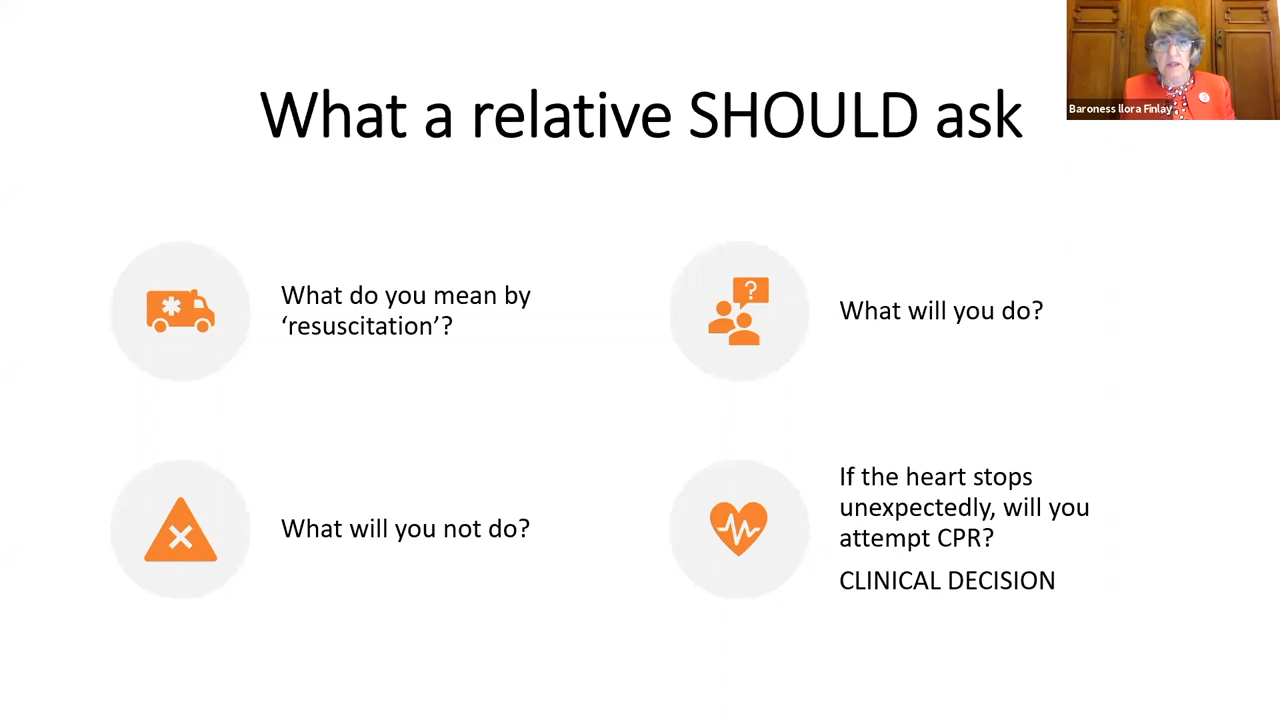 What a relative SHOULD ask
Baroness Ilora Finlay
What do you mean by
‘resuscitation’?
?
What will you do?
What will you not do?
If the heart stops
unexpectedly, will you
attempt CPR?
CLINICAL DECISION